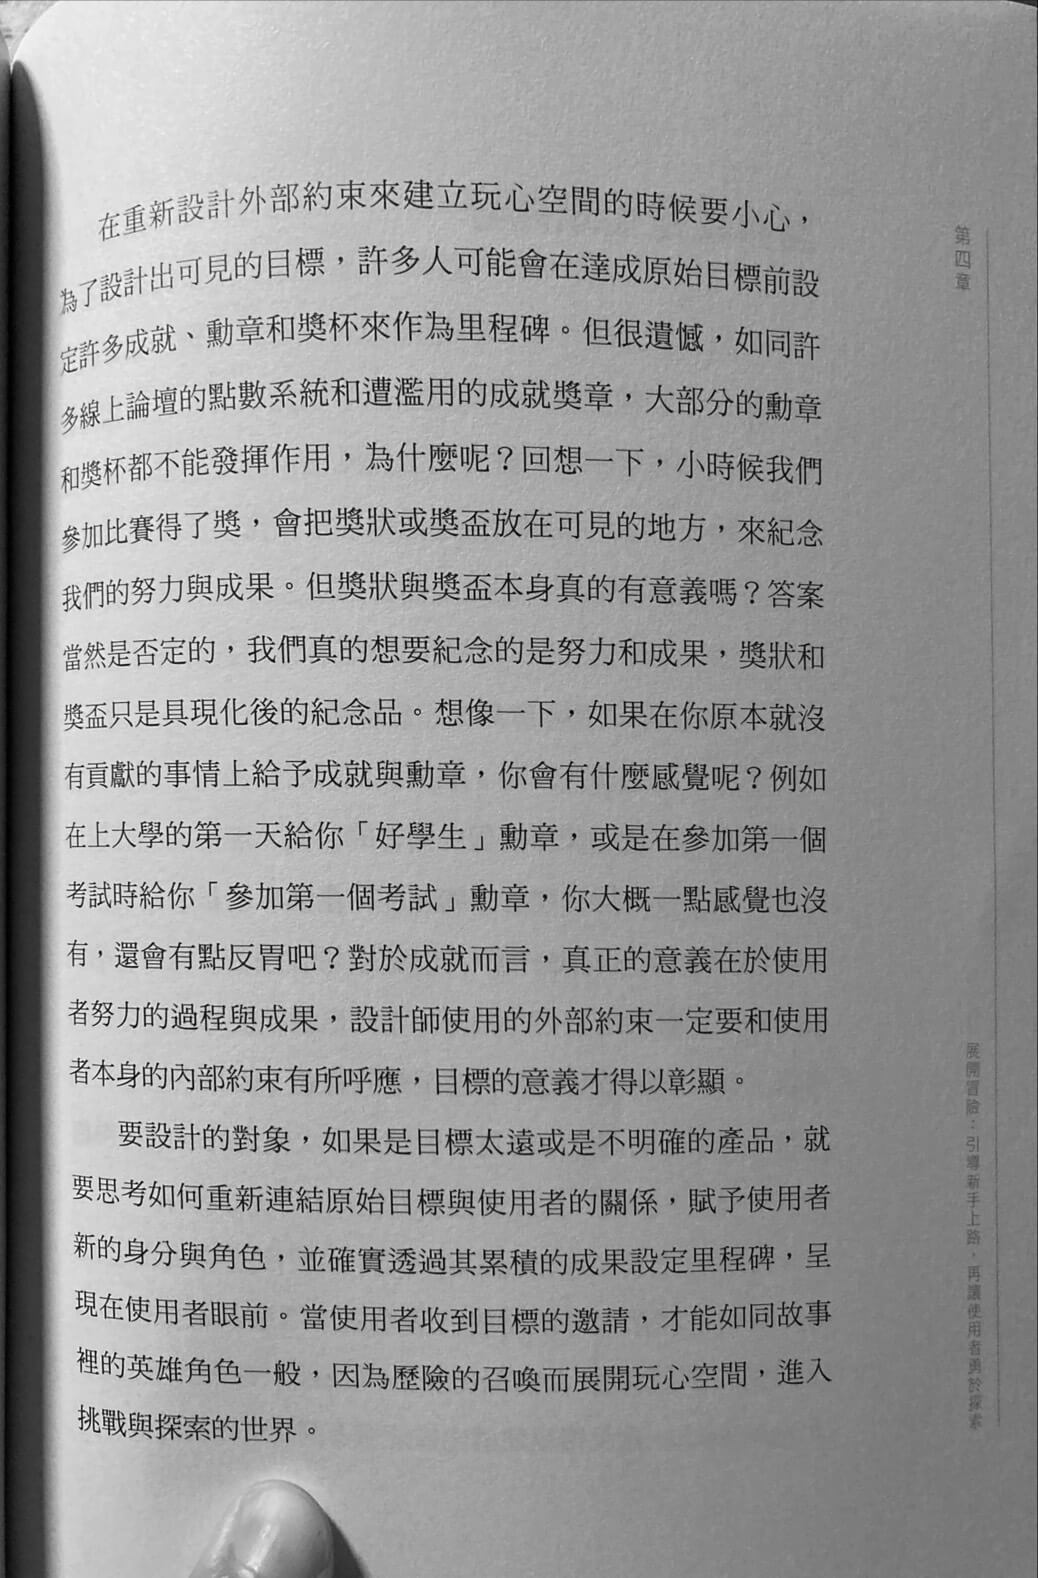 在重新設計外部約束來建立玩心空間的時候要小心，
為了設計出可見的目標，許多人可能會在達成原始目標前設
定許多成就、勳章和獎杯來作為里程碑。但很遺憾，如同許
多線上論壇的點數系統和遭濫用的成就獎章，大部分的勳章
和獎杯都不能發揮作用，為什麼呢？回想一下，小時候我們
參加比賽得了獎，會把獎狀或獎盃放在可見的地方，來紀念
我們的努力與成果。但獎狀與獎盃本身真的有意義嗎？答案
當然是否定的，我們真的想要紀念的是努力和成果，獎狀和
獎盃只是具現化後的紀念品。想像一下，如果在你原本就沒
有貢獻的事情上給予成就與勳章，你會有什麼感覺呢？例如
在上大學的第一天給你「好學生」勳章，或是在參加第一個
考試時給你「參加第一個考試」勳章，你大概一點感覺也沒
有，還會有點反胃吧？對於成就而言，真正的意義在於使用
者努力的過程與成果，設計師使用的外部約束一定要和使用
者本身的內部約束有所呼應，目標的意義才得以彰顯。
要設計的對象，如果是目標太遠或是不明確的產品，就
要思考如何重新連結原始目標與使用者的關係，賦予使用者
新的身分與角色，並確實透過其累積的成果設定里程碑，呈
現在使用者眼前。當使用者收到目標的邀請，才能如同故事
裡的英雄角色一般，因為歷險的召喚而展開玩心空間，進入
挑戰與探索的世界。
第四章
展開冒險：引導新手上路，再讓使用者勇於探索